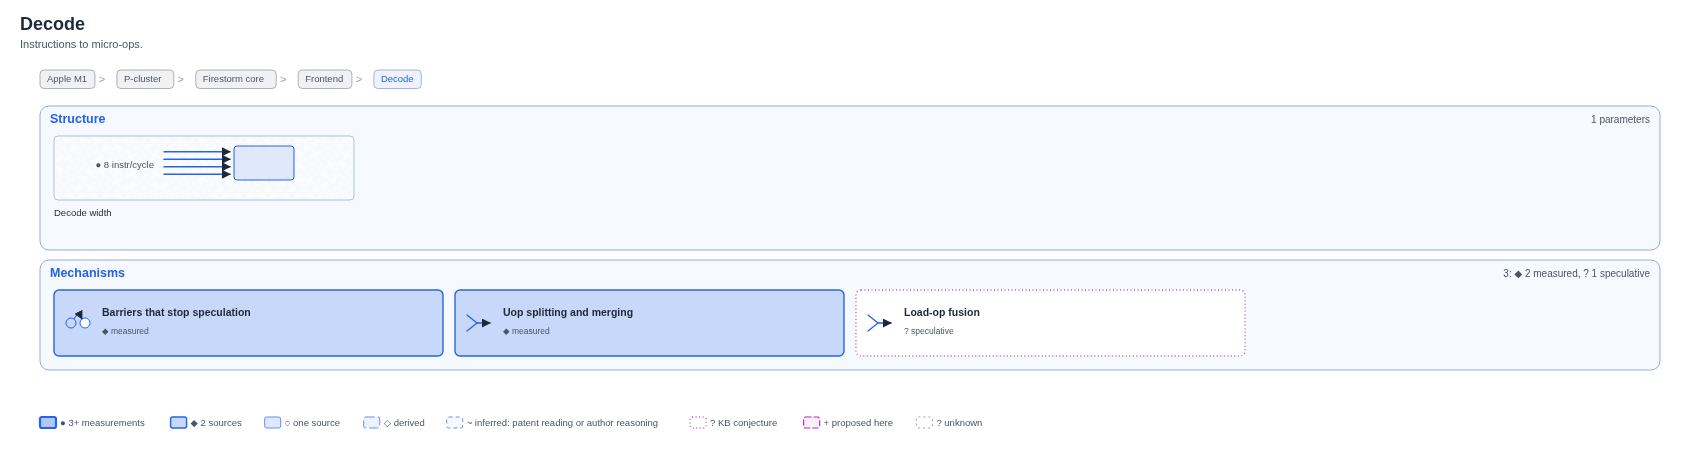 Decode
Instructions to micro-ops.
Apple M1 > P-cluster > Firestorm core > Frontend > Decode
Structure
1 parameters
● 8 instr/cycle
Decode width
Mechanisms
3: ◆ 2 measured, ? 1 speculative
Barriers that stop speculation
◆ measured
Uop splitting and merging
◆ measured
Load-op fusion
? speculative
● 3+ measurements ◆ 2 sources ○ one source ◇ derived ~ inferred: patent reading or author reasoning ? KB conjecture + proposed here ? unknown